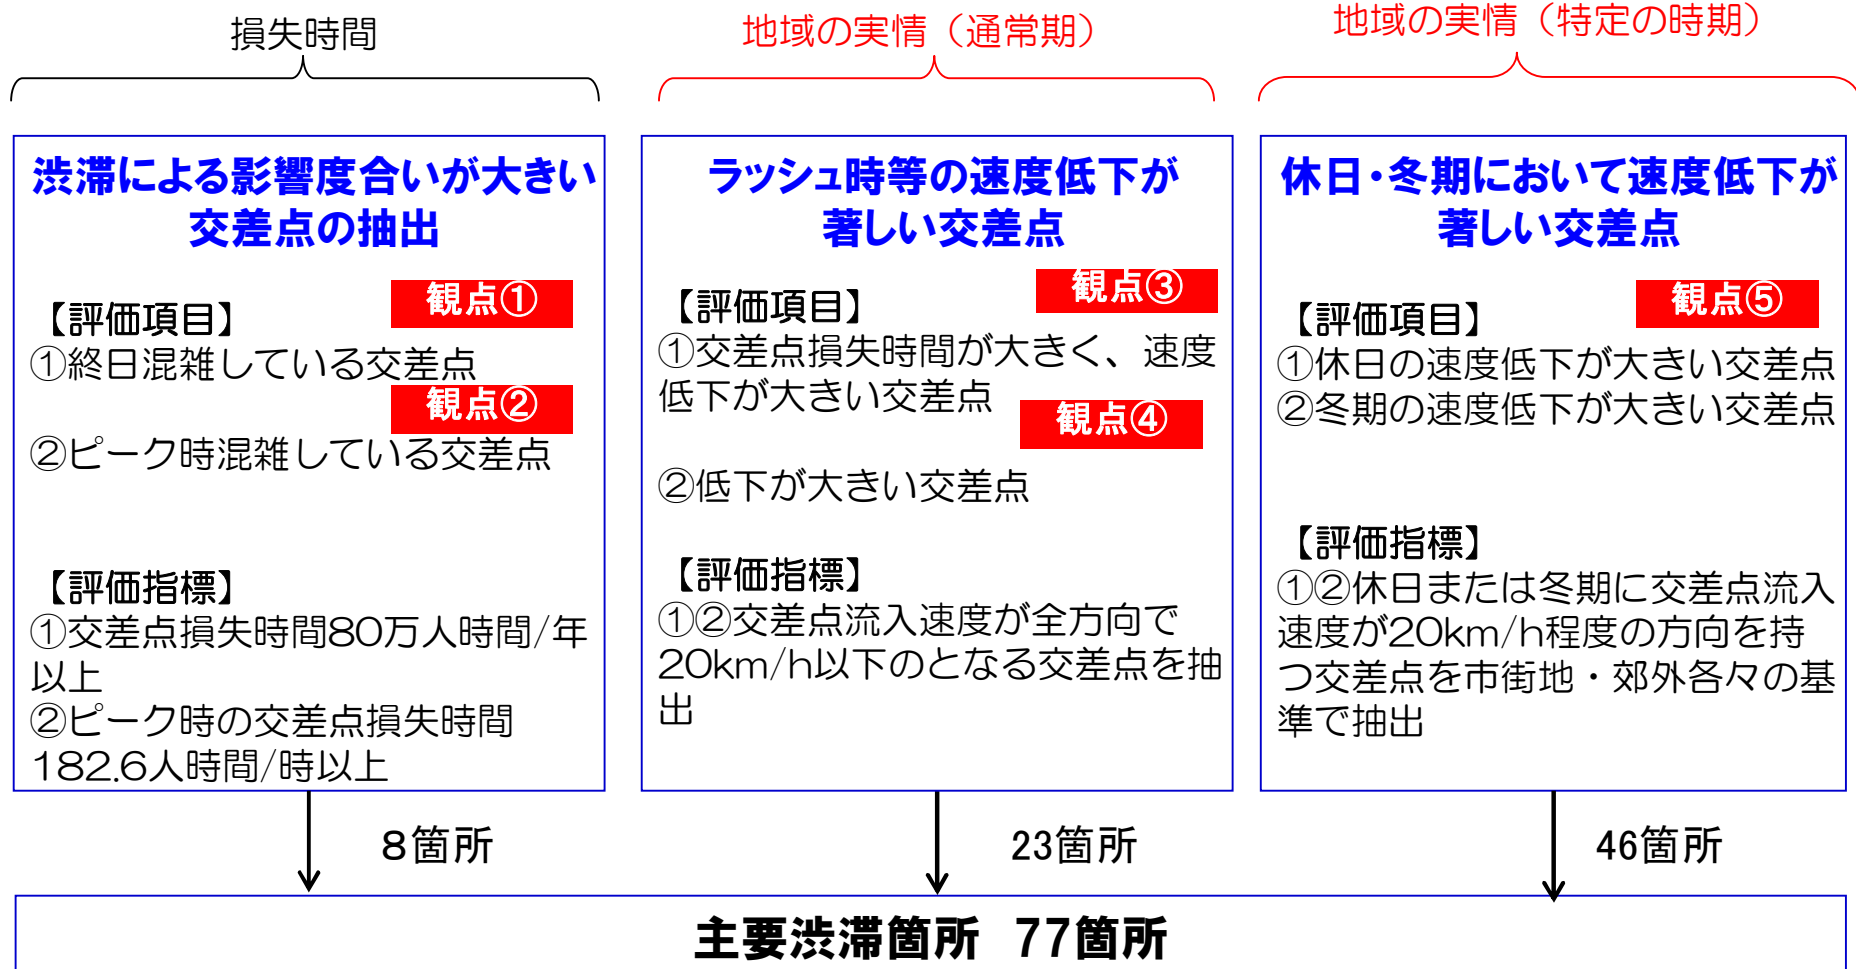 損失時間
地域の実情（通常期）
地域の実情（特定の時期）
渋滞による影響度合いが大きい
交差点の抽出
観点①
【評価項目】
①終日混雑している交差点
観点②
②ピーク時混雑している交差点
【評価指標】
①交差点損失時間80万人時間/年
以上
②ピーク時の交差点損失時間
182.6人時間/時以上
ラッシュ時等の速度低下が
著しい交差点
観点③
【評価項目】
①交差点損失時間が大きく、速度
低下が大きい交差点
観点④
②低下が大きい交差点
【評価指標】
①②交差点流入速度が全方向で
20km/h以下のとなる交差点を抽
出
休日・冬期において速度低下が
著しい交差点
観点⑤
【評価項目】
①休日の速度低下が大きい交差点
②冬期の速度低下が大きい交差点
【評価指標】
①②休日または冬期に交差点流入
速度が20km/h程度の方向を持
つ交差点を市街地・郊外各々の基
準で抽出
8箇所
23箇所
46箇所
主要渋滞箇所　77箇所